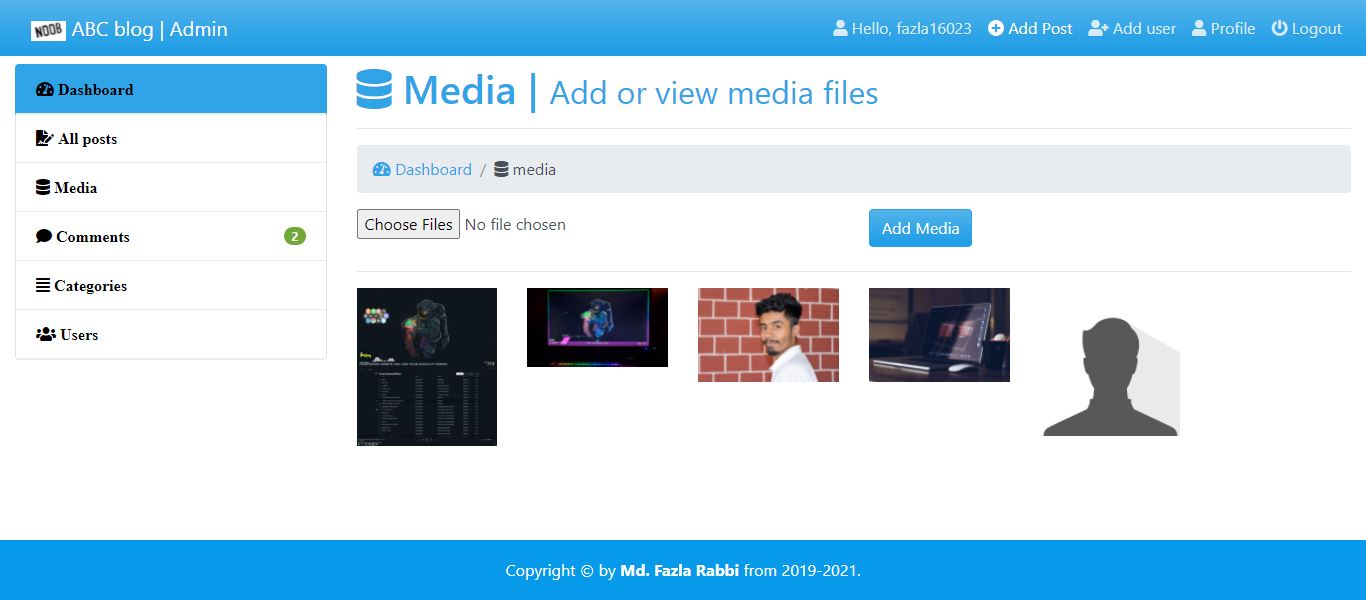 NOOB ABC blog | Admin
Hello, fazla16023 Add Post Add user Profile Logout
Dashboard
All posts
Media
Comments 2
Categories
Users
Media | Add or view media files
Dashboard / media
Choose Files No file chosen
Add Media
Copyright © by Md. Fazla Rabbi from 2019-2021.